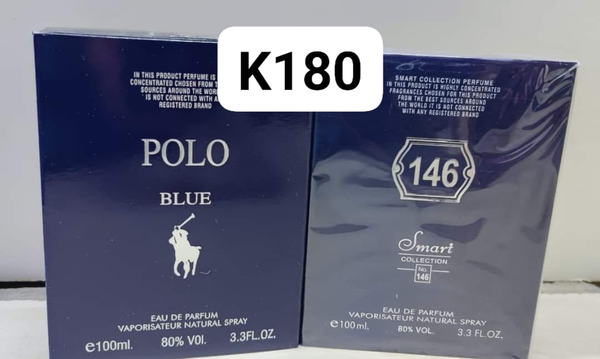 K180
IN THIS PRODUCT PERFUME IS
CONCENTRATED CHOSEN FROM
SOURCES AROUND THE WOR
IS NOT CONNECTED WITH
REGISTERED BRAND
POLO
BLUE
EAU DE PARFUM
VAPORISATEUR NATURAL SPRAY
e100ml. 80% VOl. 3.3FL.OZ.
SMART COLLECTION PERFUME
IN THIS PRODUCT IS HIGHLY CONCENTRATED
FRAGRANCES CHOSEN FOR THIS PRODUCT
FROM THE BEST SOURCES AROUND
THE WORLD IT IS NOT CONNECTED
WITH ANY REGISTERED BRAND
146
Smart
COLLECTION
No.
146
EAU DE PARFUM
VAPORISATEUR NATURAL SPRAY
e100ml. 80% VOL. 3.3 FL.OZ.